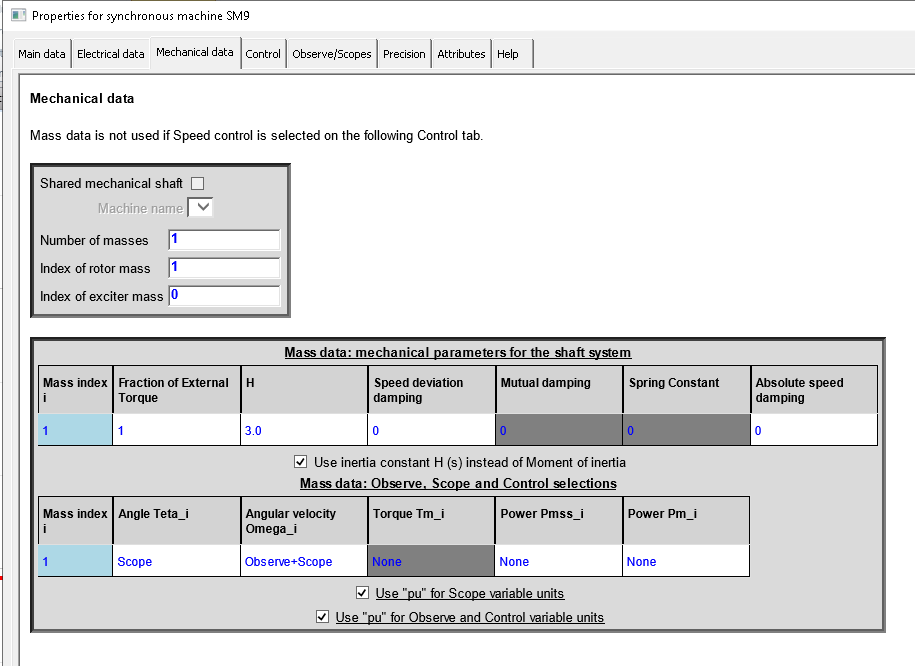 Properties for synchronous machine SM9
Main data Electrical data Mechanical data Control Observe/Scopes Precision Attributes Help
Mechanical data
Mass data is not used if Speed control is selected on the following Control tab.
Shared mechanical shaft
Machine name
Number of masses 1
Index of rotor mass 1
Index of exciter mass 0
Mass data: mechanical parameters for the shaft system
Mass index Fraction of External H Speed deviation Mutual damping Spring Constant Absolute speed
i Torque damping damping
1 1 3.0 0 0 0 0
Use inertia constant H (s) instead of Moment of inertia
Mass data: Observe, Scope and Control selections
Mass index Angle Teta_i Angular velocity Torque Tm_i Power Pmss_i Power Pm_i
i Omega_i
1 Scope Observe+Scope None None None
Use "pu" for Scope variable units
Use "pu" for Observe and Control variable units